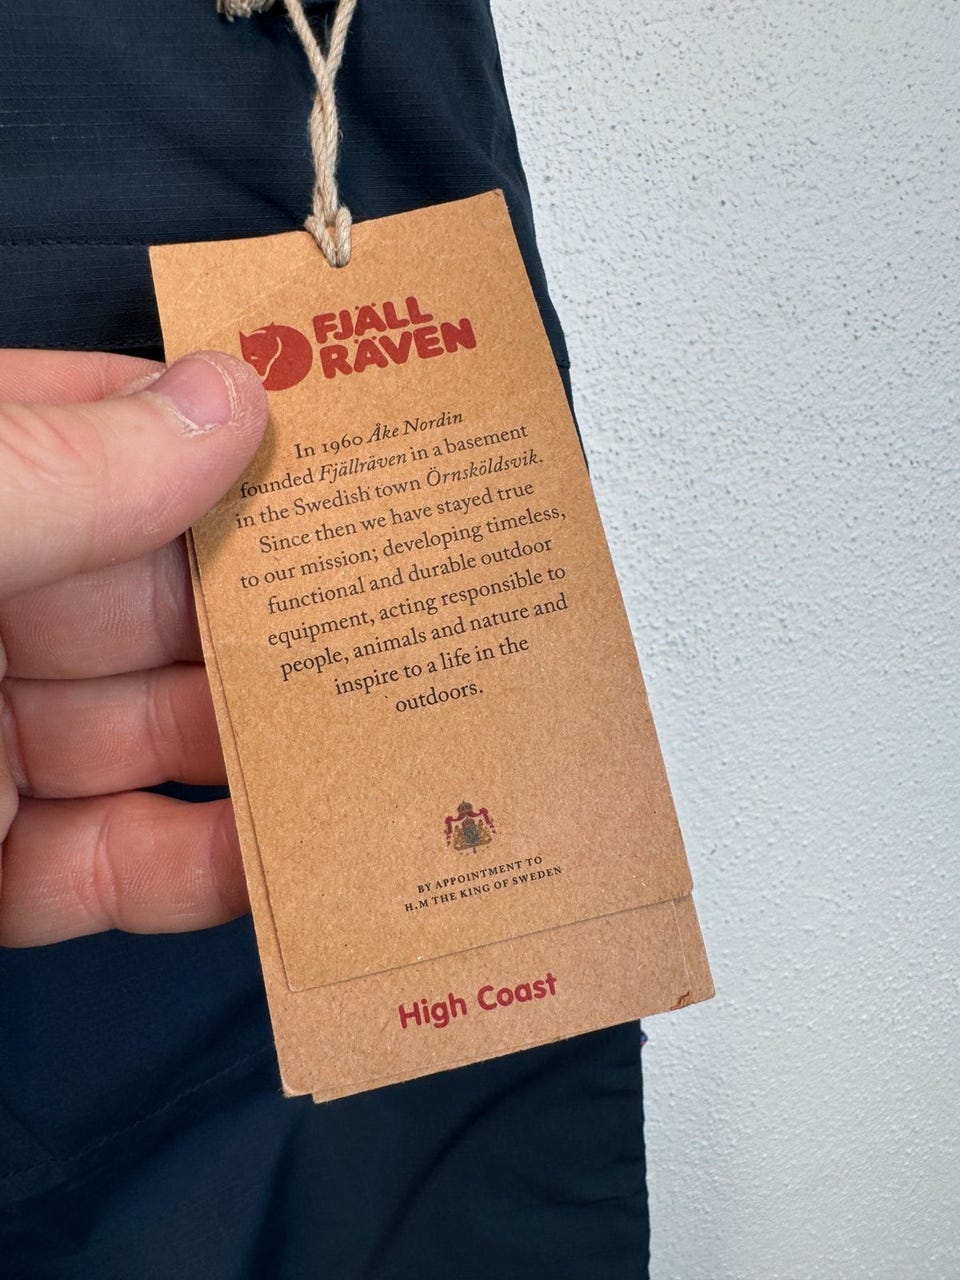 FJÄLL
RÄVEN
In 1960 Åke Nordin
founded Fjällräven in a basement
in the Swedish town Örnsköldsvik.
Since then we have stayed true
to our mission; developing timeless,
functional and durable outdoor
equipment, acting responsible to
people, animals and nature and
inspire to a life in the
outdoors.
BY APPOINTMENT TO
H.M THE KING OF SWEDEN
High Coast